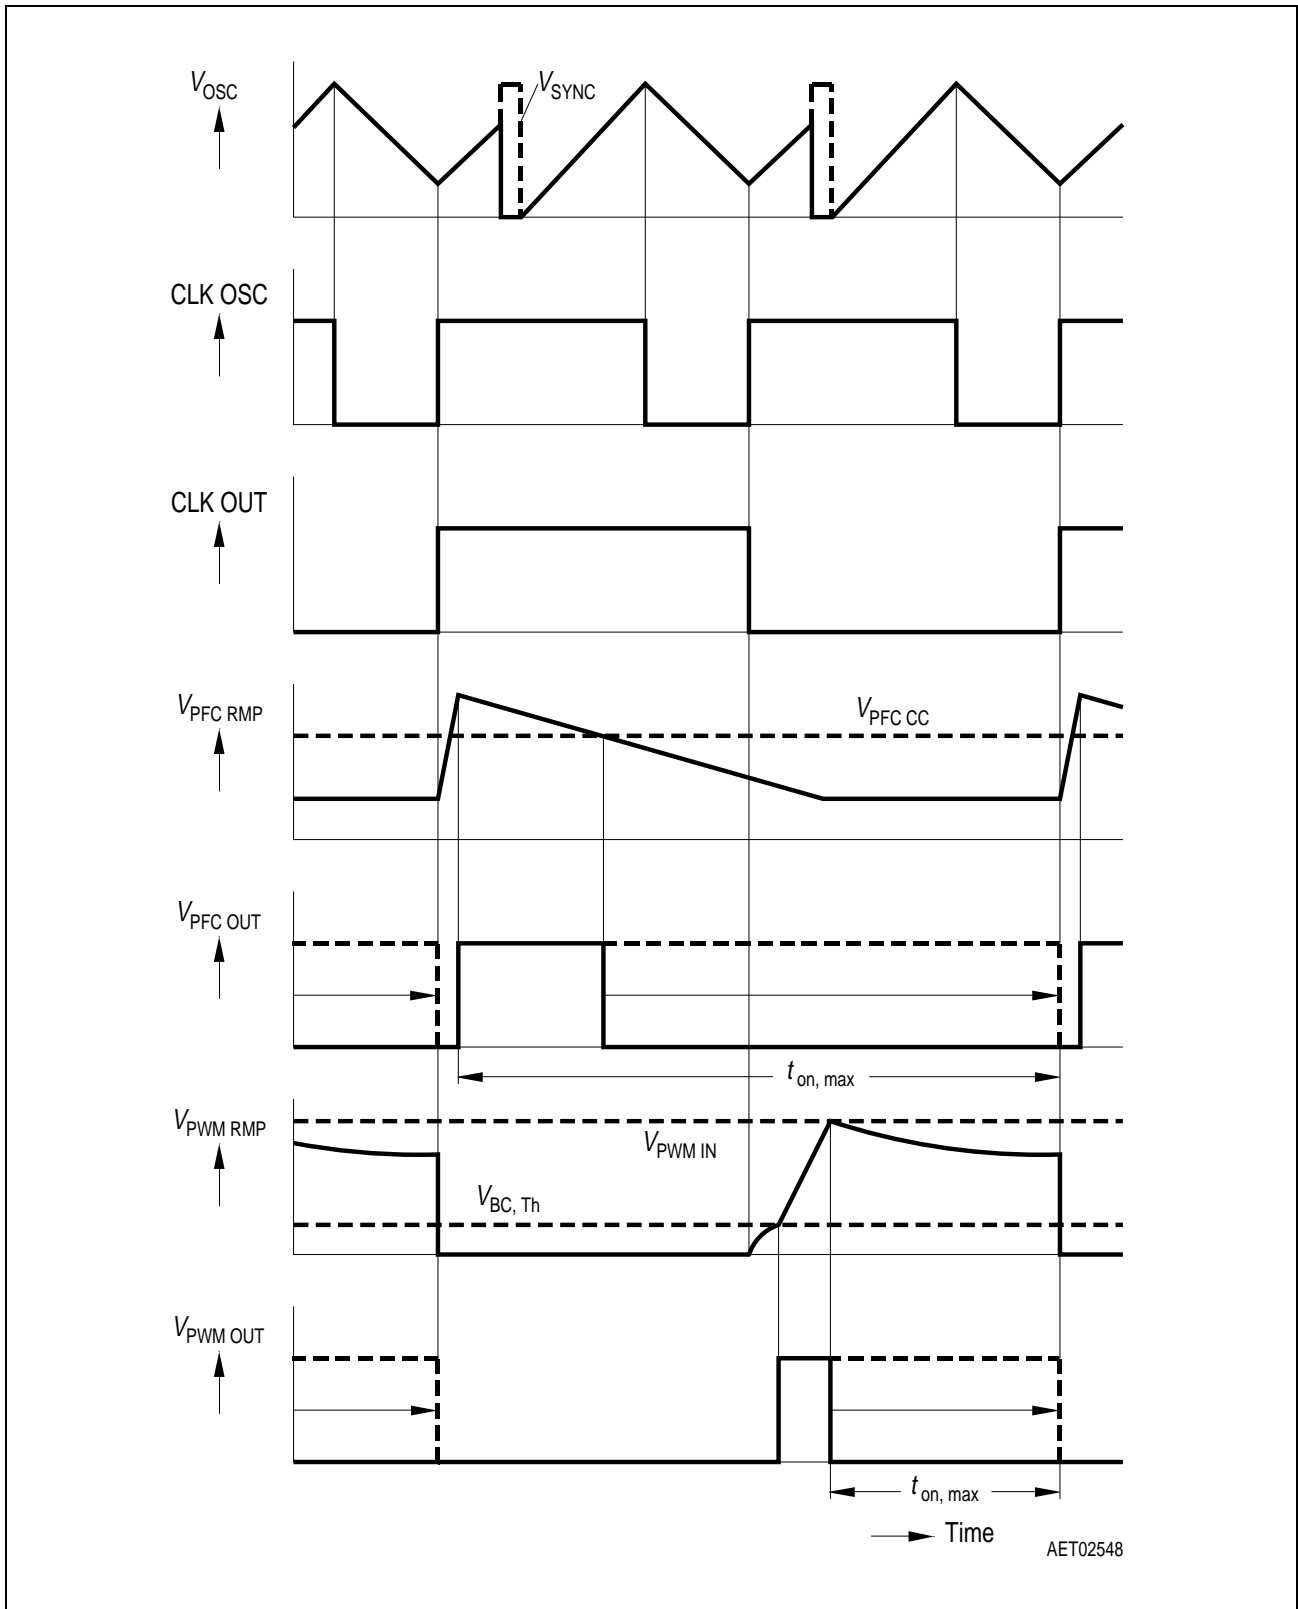 VOSC
VSYNC
CLK OSC
CLK OUT
VPFC RMP
VPFC CC
VPFC OUT
ton, max
VPWM RMP
VPWM IN
VBC, Th
VPWM OUT
ton, max
Time
AET02548